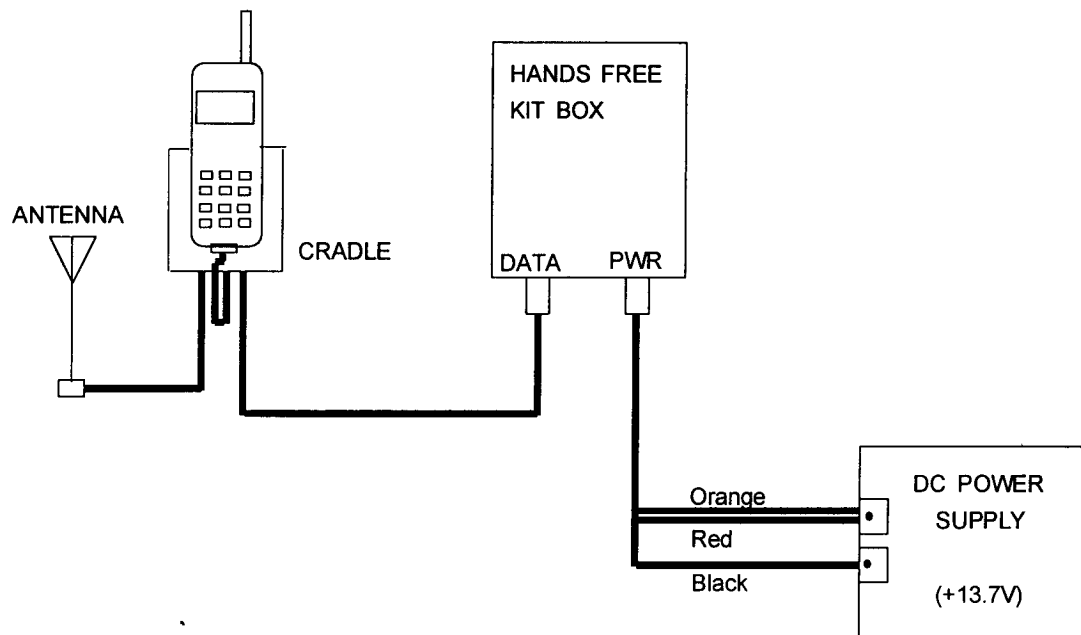 HANDS FREE
KIT BOX
ANTENNA
CRADLE
DATA
PWR
Orange
Red
Black
DC POWER
SUPPLY
(+13.7V)